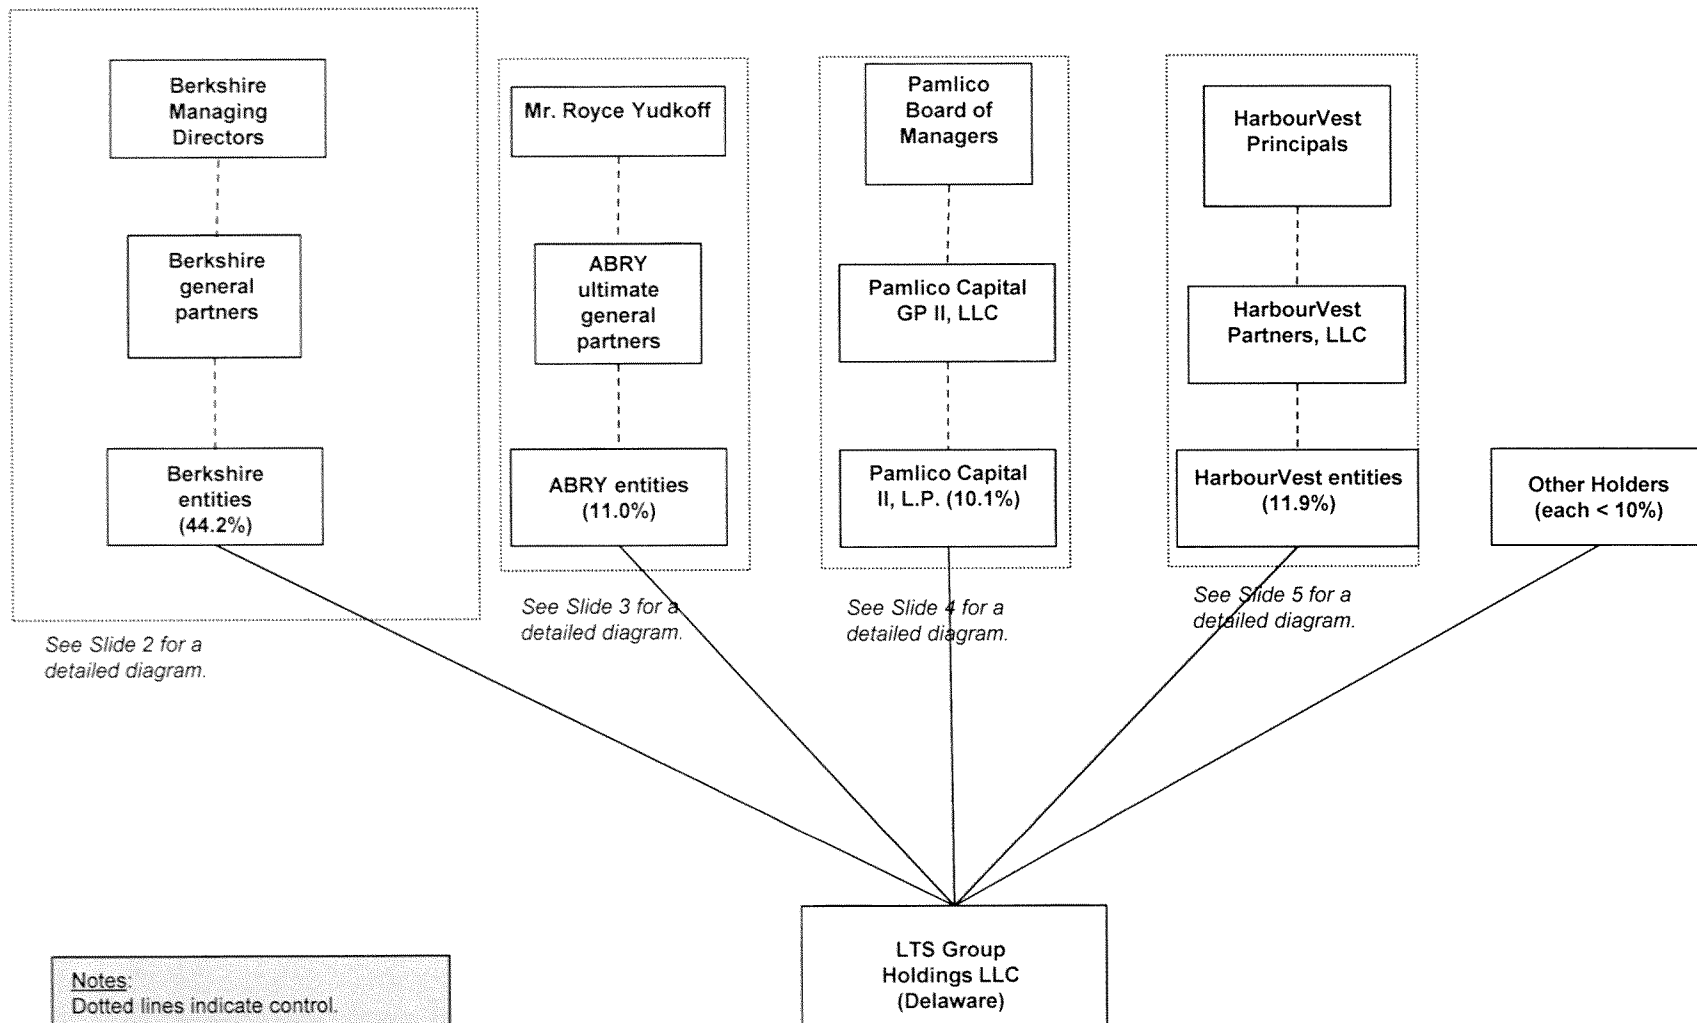 Berkshire
Managing
Directors
Berkshire
general
partners
Berkshire
entities
(44.2%)
See Slide 2 for a
detailed diagram.
Mr. Royce Yudkoff
ABRY
ultimate
general
partners
ABRY entities
(11.0%)
See Slide 3 for a
detailed diagram.
Pamlico
Board of
Managers
Pamlico Capital
GP II, LLC
Pamlico Capital
II, L.P. (10.1%)
See Slide 4 for a
detailed diagram.
HarbourVest
Principals
HarbourVest
Partners, LLC
HarbourVest entities
(11.9%)
See Slide 5 for a
detailed diagram.
Other Holders
(each < 10%)
LTS Group
Holdings LLC
(Delaware)
Notes:
Dotted lines indicate control.